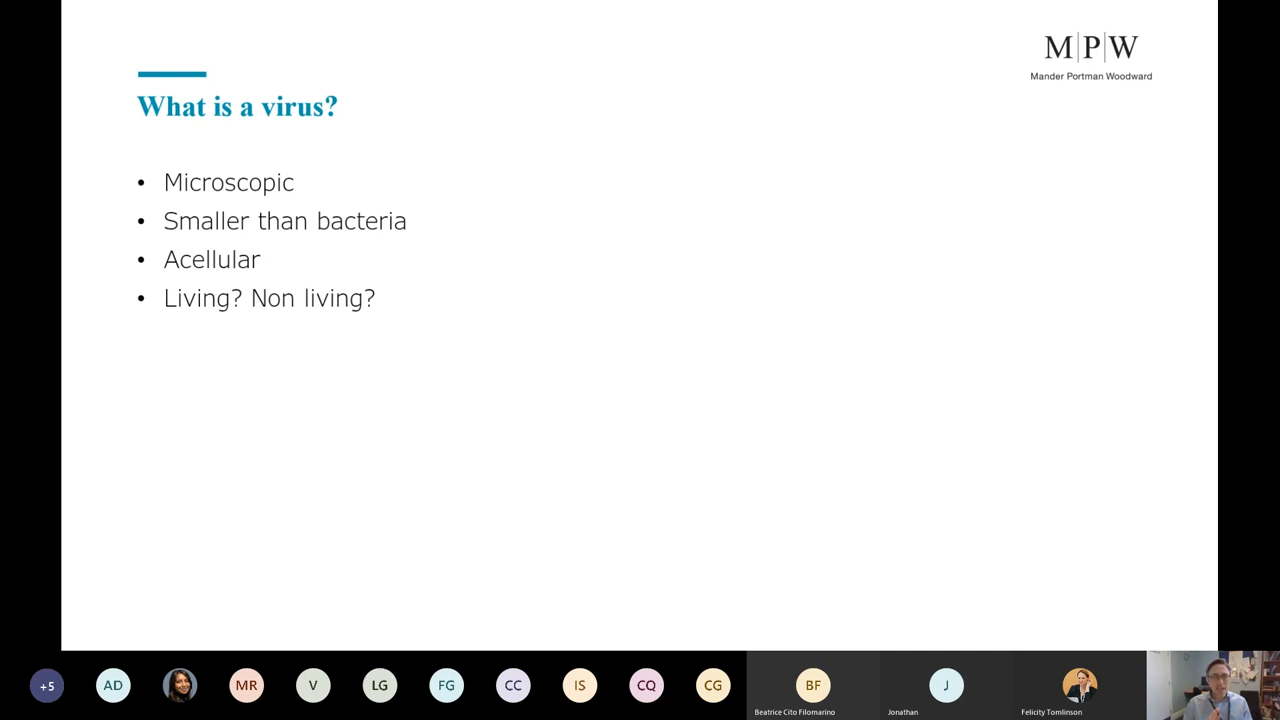 M|P|W
Mander Portman Woodward
What is a virus?
• Microscopic
• Smaller than bacteria
• Acellular
• Living? Non living?
+5
AD
MR
V
LG
FG
CC
IS
CQ
CG
BF
J
Beatrice Cito Filomarino
Jonathan
Felicity Tomlinson